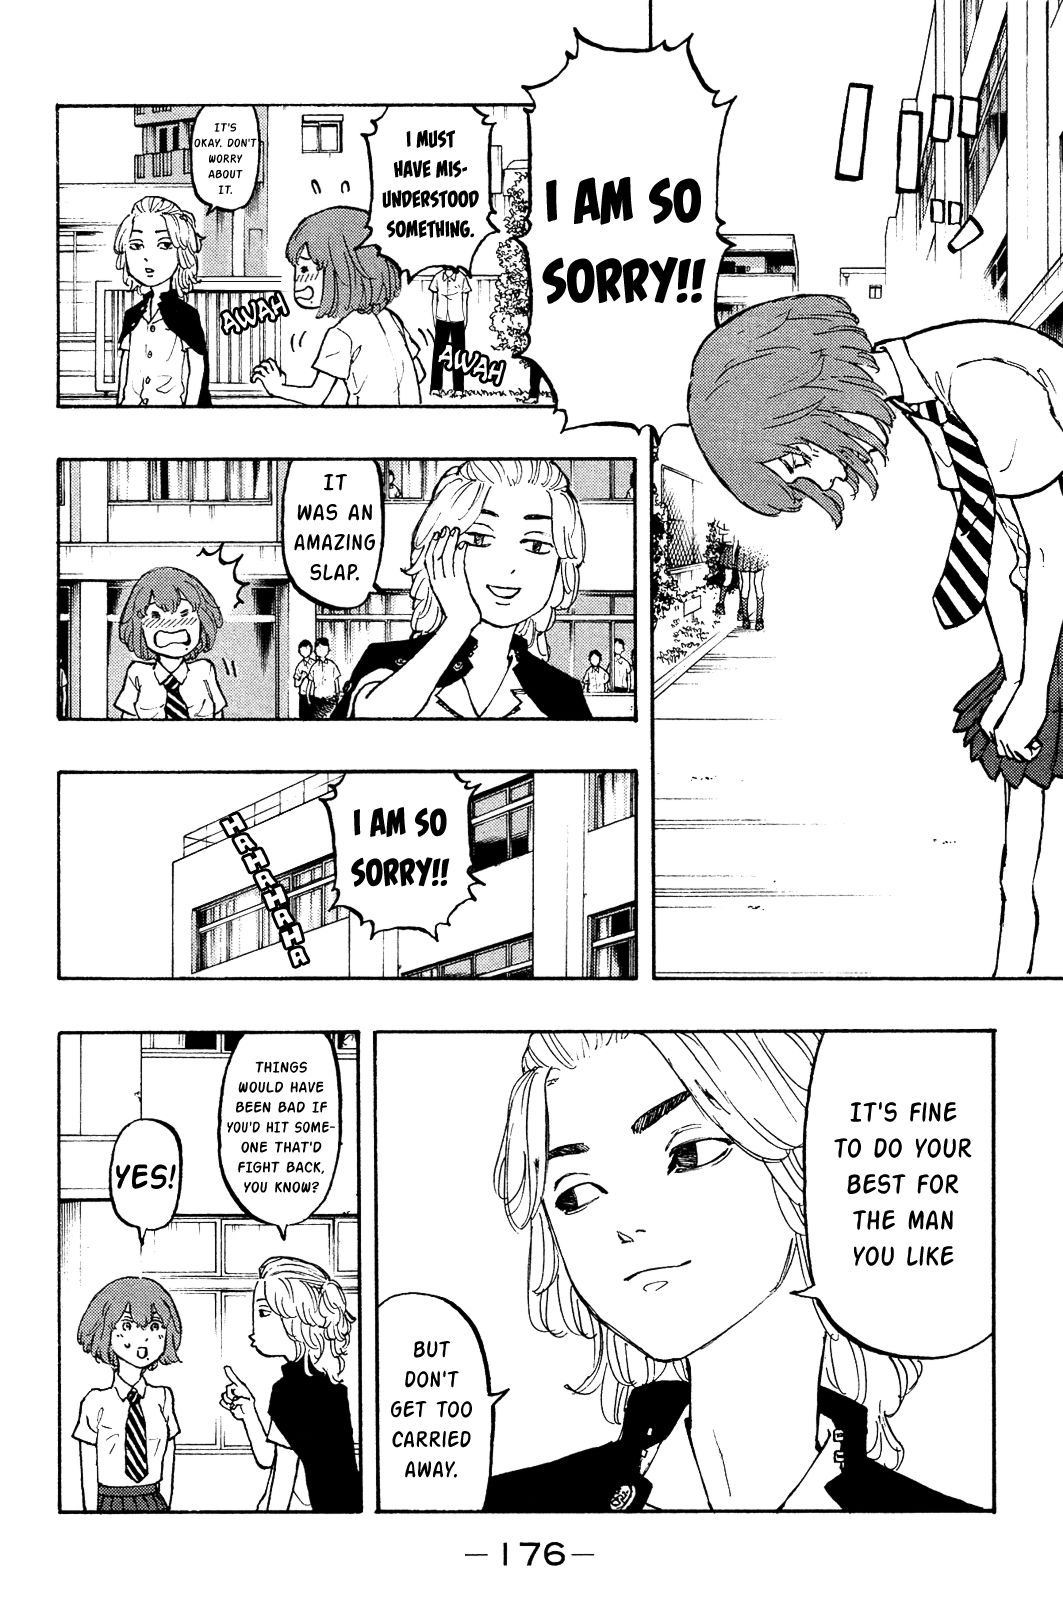 I AM SO
SORRY!!
I MUST
HAVE MIS-
UNDERSTOOD
SOMETHING.
AWAH
AWAH
IT'S
OKAY. DON'T
WORRY
ABOUT
IT.
IT
WAS AN
AMAZING
SLAP.
I AM SO
SORRY!!
HAHAHAHA
IT'S FINE
TO DO YOUR
BEST FOR
THE MAN
YOU LIKE
BUT
DON'T
GET TOO
CARRIED
AWAY.
THINGS
WOULD HAVE
BEEN BAD IF
YOU'D HIT SOME-
ONE THAT'D
FIGHT BACK,
YOU KNOW?
YES!
—176—